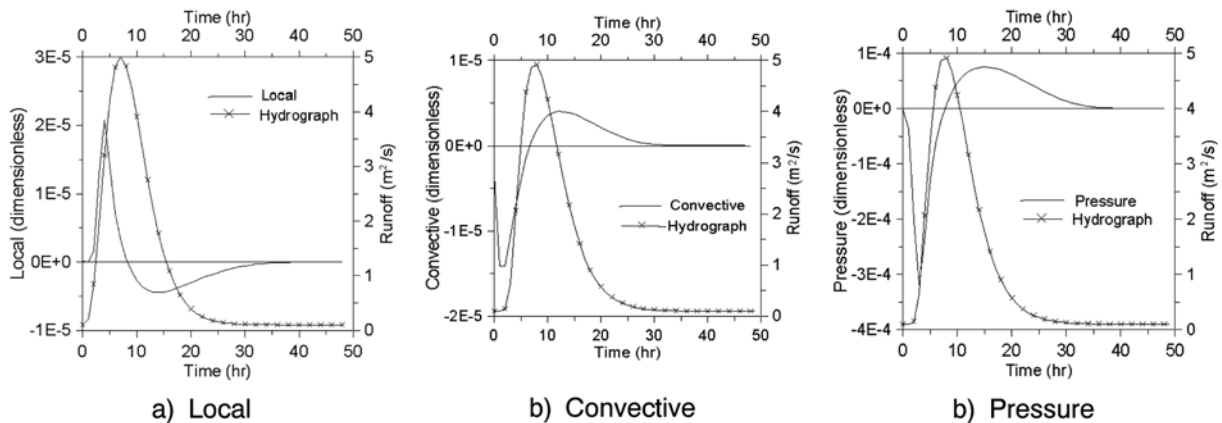 Time (hr)
0 10 20 30 40 50
3E-5
2E-5
1E-5
0E+0
-1E-5
Local (dimensionless)
Local
Hydrograph
5
4
3
2
1
0
Runoff (m²/s)
0 10 20 30 40 50
Time (hr)
a) Local
Time (hr)
0 10 20 30 40 50
1E-5
0E+0
-1E-5
-2E-5
Convective (dimensionless)
Convective
Hydrograph
5
4
3
2
1
0
Runoff (m²/s)
0 10 20 30 40 50
Time (hr)
b) Convective
Time (hr)
0 10 20 30 40 50
1E-4
0E+0
-1E-4
-2E-4
-3E-4
-4E-4
Pressure (dimensionless)
Pressure
Hydrograph
5
4
3
2
1
0
Runoff (m²/s)
0 10 20 30 40 50
Time (hr)
b) Pressure